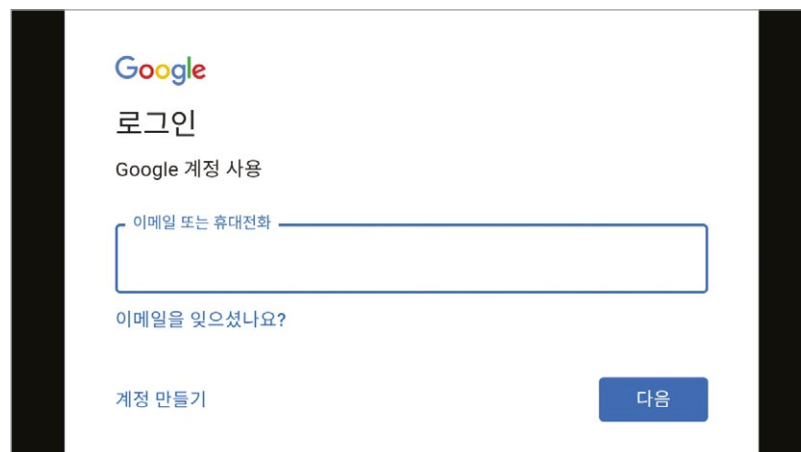 Google
로그인
Google 계정 사용
이메일 또는 휴대전화
이메일을 잊으셨나요?
계정 만들기
다음